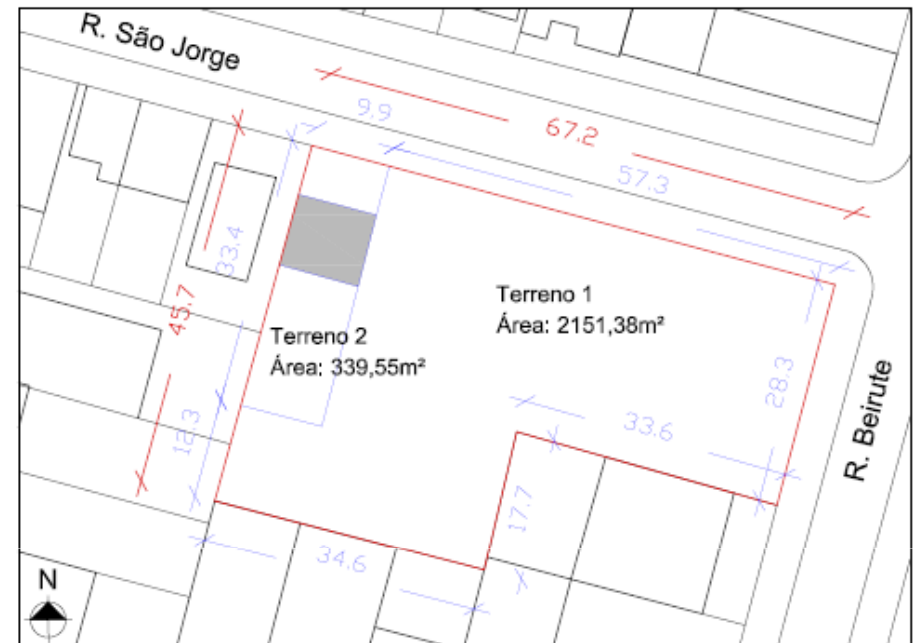 R. São Jorge
9.9
67.2
57.3
33.4
45.7
Terreno 1
Área: 2151,38m²
Terreno 2
Área: 339,55m²
28.3
R. Beirute
12.3
33.6
17.7
34.6
N